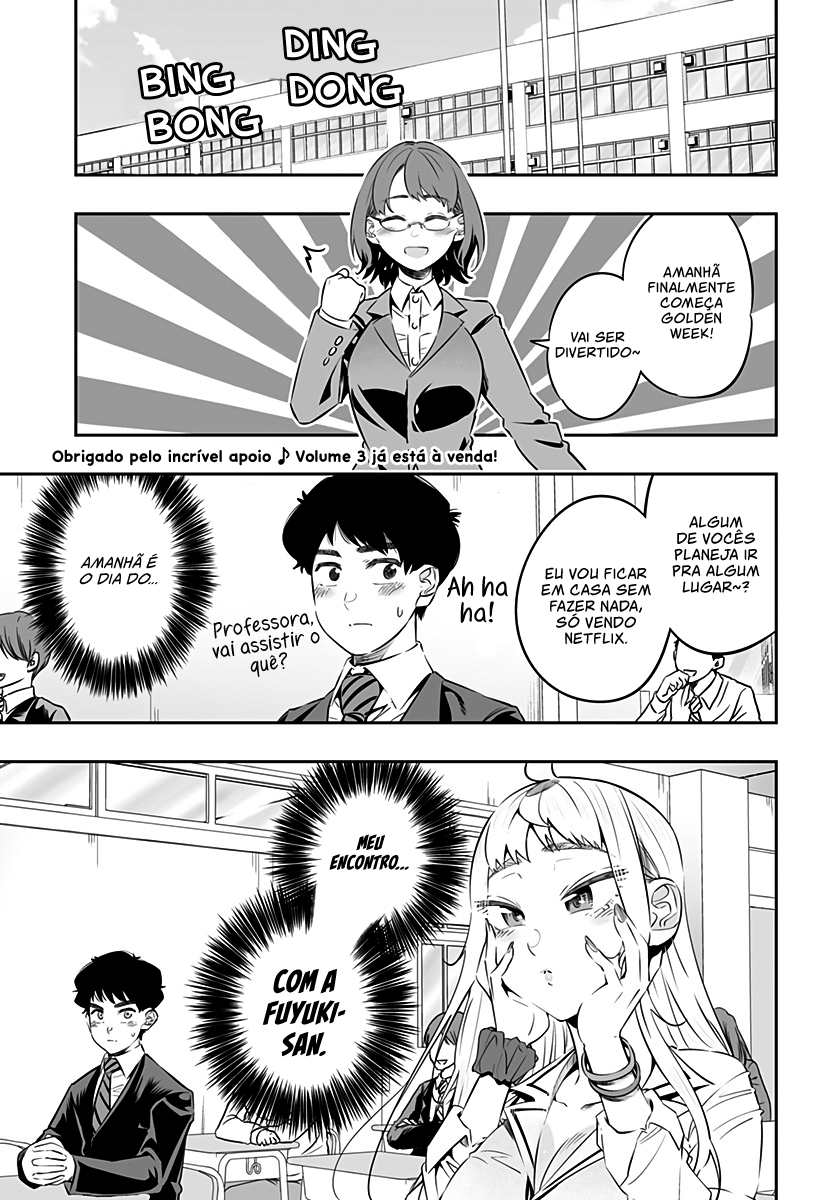 DING
DONG
BING
BONG
AMANHÃ
FINALMENTE
COMEÇA
GOLDEN
WEEK!
VAI SER
DIVERTIDO~
Obrigado pelo incrível apoio ♪ Volume 3 já está à venda!
ALGUM
DE VOCÊS
PLANEJA IR
PRA ALGUM
LUGAR~?
EU VOU FICAR
EM CASA SEM
FAZER NADA,
SÓ VENDO
NETFLIX.
Ah ha
ha!
Professora,
vai assistir o
quê?
AMANHÃ É
O DIA DO...
MEU
ENCONTRO...
COM A
FUYUKI-
SAN.